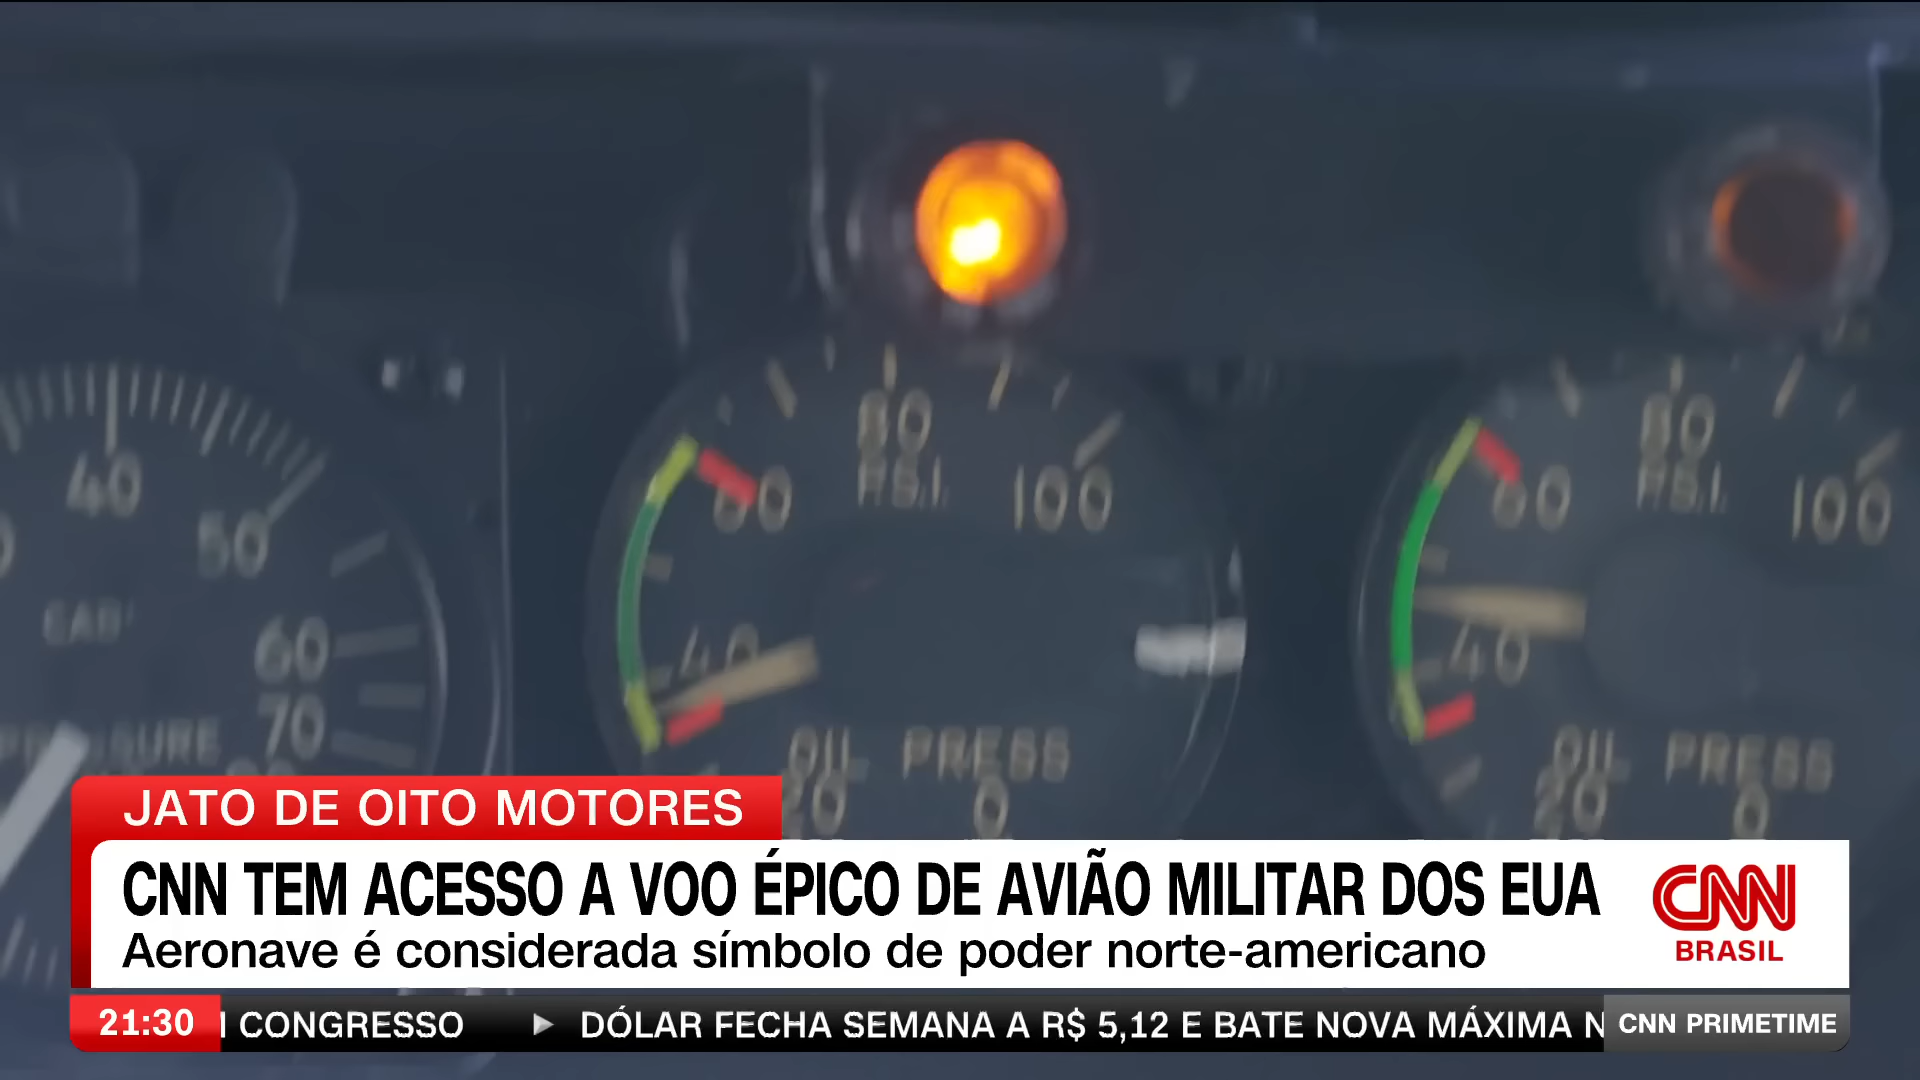 80
P.S.I.
60
100
40
OIL PRESS
20
0
80
P.S.I.
60
100
40
OIL PRESS
20
0
40
50
60
70
PRESSURE
JATO DE OITO MOTORES
CNN TEM ACESSO A VOO ÉPICO DE AVIÃO MILITAR DOS EUA
Aeronave é considerada símbolo de poder norte-americano
CNN
BRASIL
21:30
CONGRESSO ▶ DÓLAR FECHA SEMANA A R$ 5,12 E BATE NOVA MÁXIMA N
CNN PRIMETIME